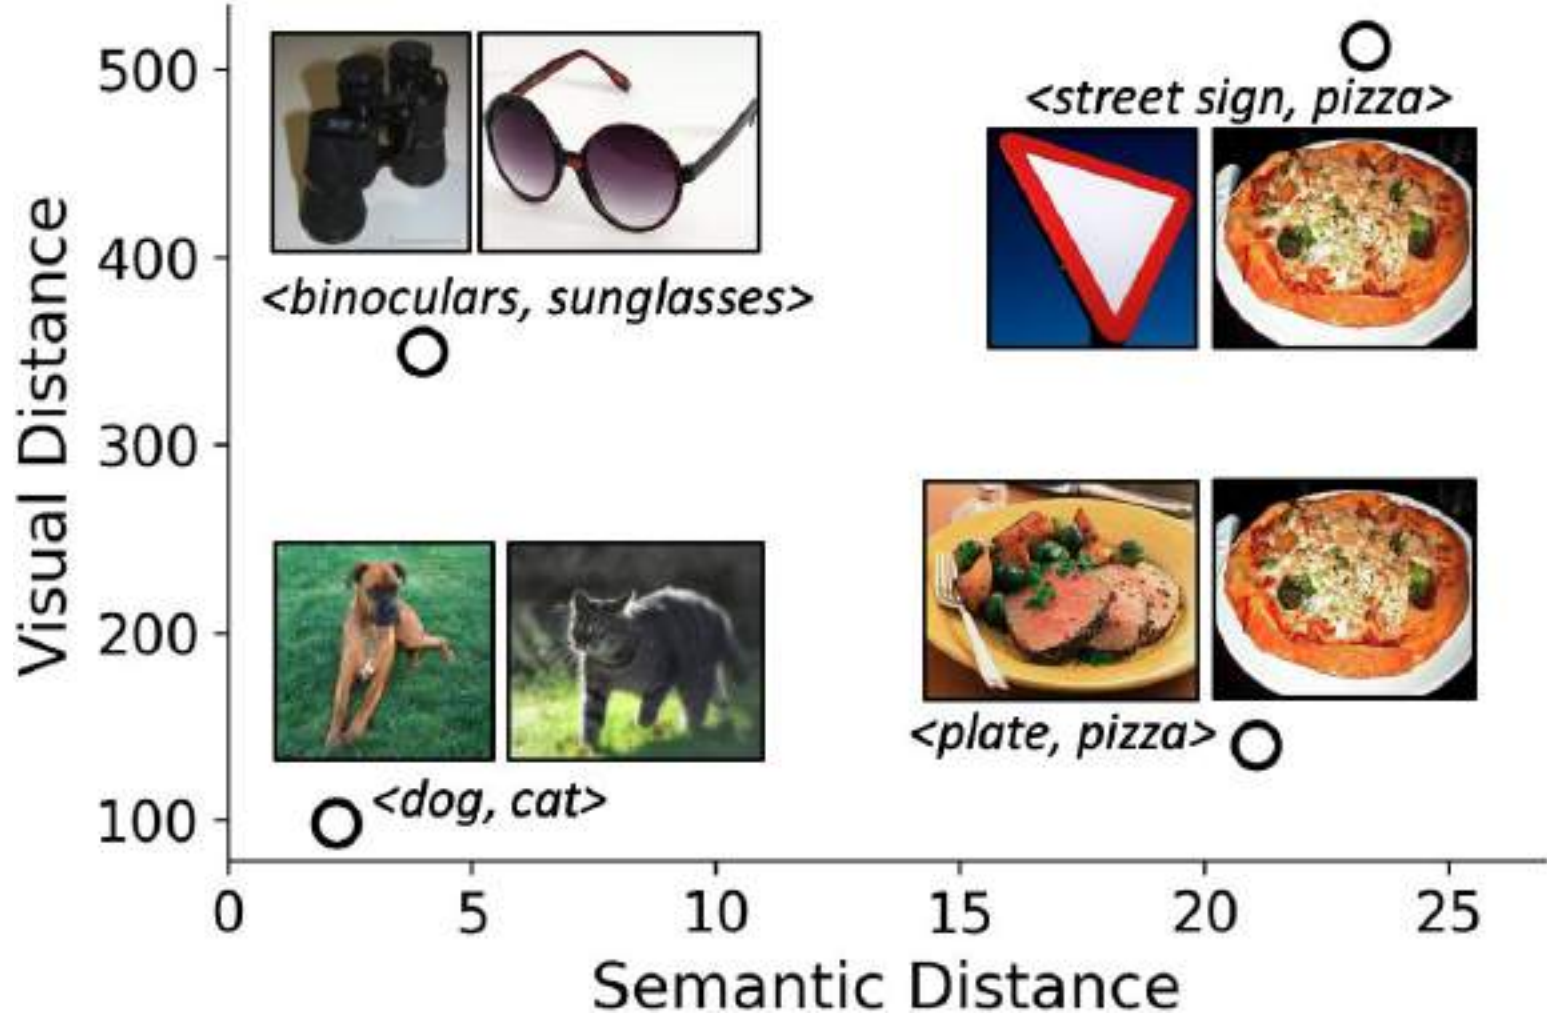 500
400
300
200
100
Visual Distance
<binoculars, sunglasses>
<street sign, pizza>
<dog, cat>
<plate, pizza>
0 5 10 15 20 25
Semantic Distance